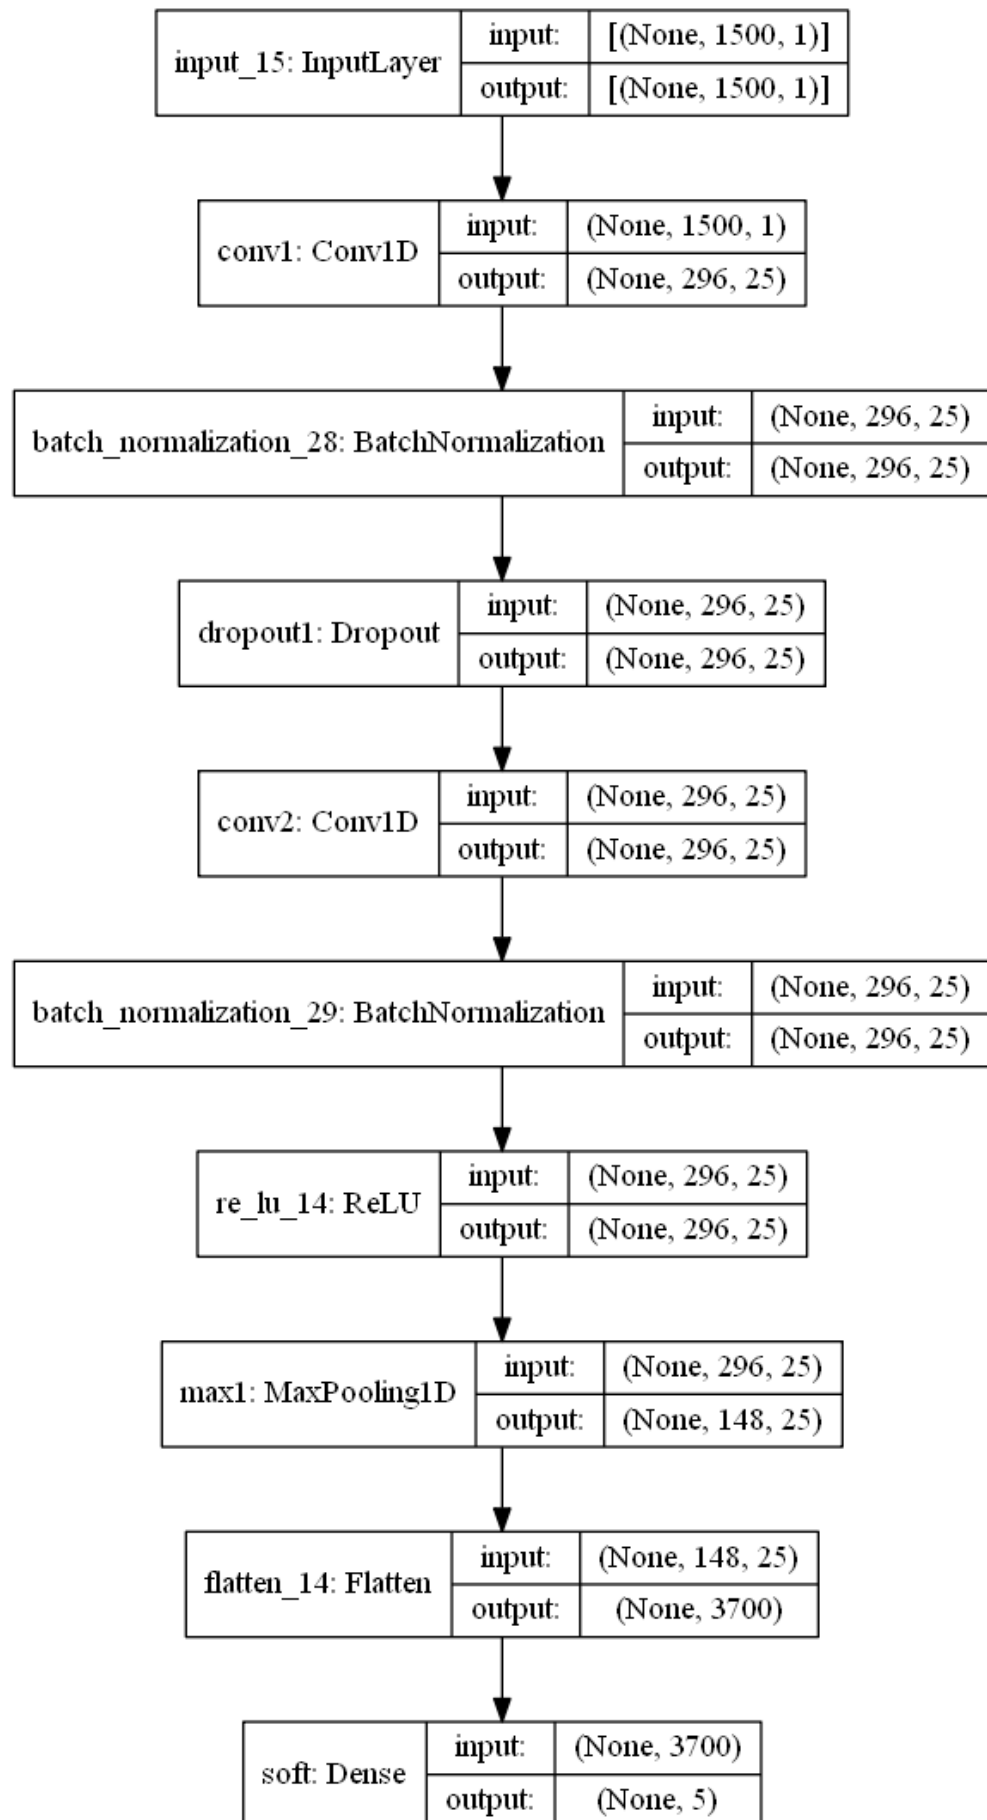 input_15: InputLayer
input: [(None, 1500, 1)]
output: [(None, 1500, 1)]
conv1: Conv1D
input: (None, 1500, 1)
output: (None, 296, 25)
batch_normalization_28: BatchNormalization
input: (None, 296, 25)
output: (None, 296, 25)
dropout1: Dropout
input: (None, 296, 25)
output: (None, 296, 25)
conv2: Conv1D
input: (None, 296, 25)
output: (None, 296, 25)
batch_normalization_29: BatchNormalization
input: (None, 296, 25)
output: (None, 296, 25)
re_lu_14: ReLU
input: (None, 296, 25)
output: (None, 296, 25)
max1: MaxPooling1D
input: (None, 296, 25)
output: (None, 148, 25)
flatten_14: Flatten
input: (None, 148, 25)
output: (None, 3700)
soft: Dense
input: (None, 3700)
output: (None, 5)